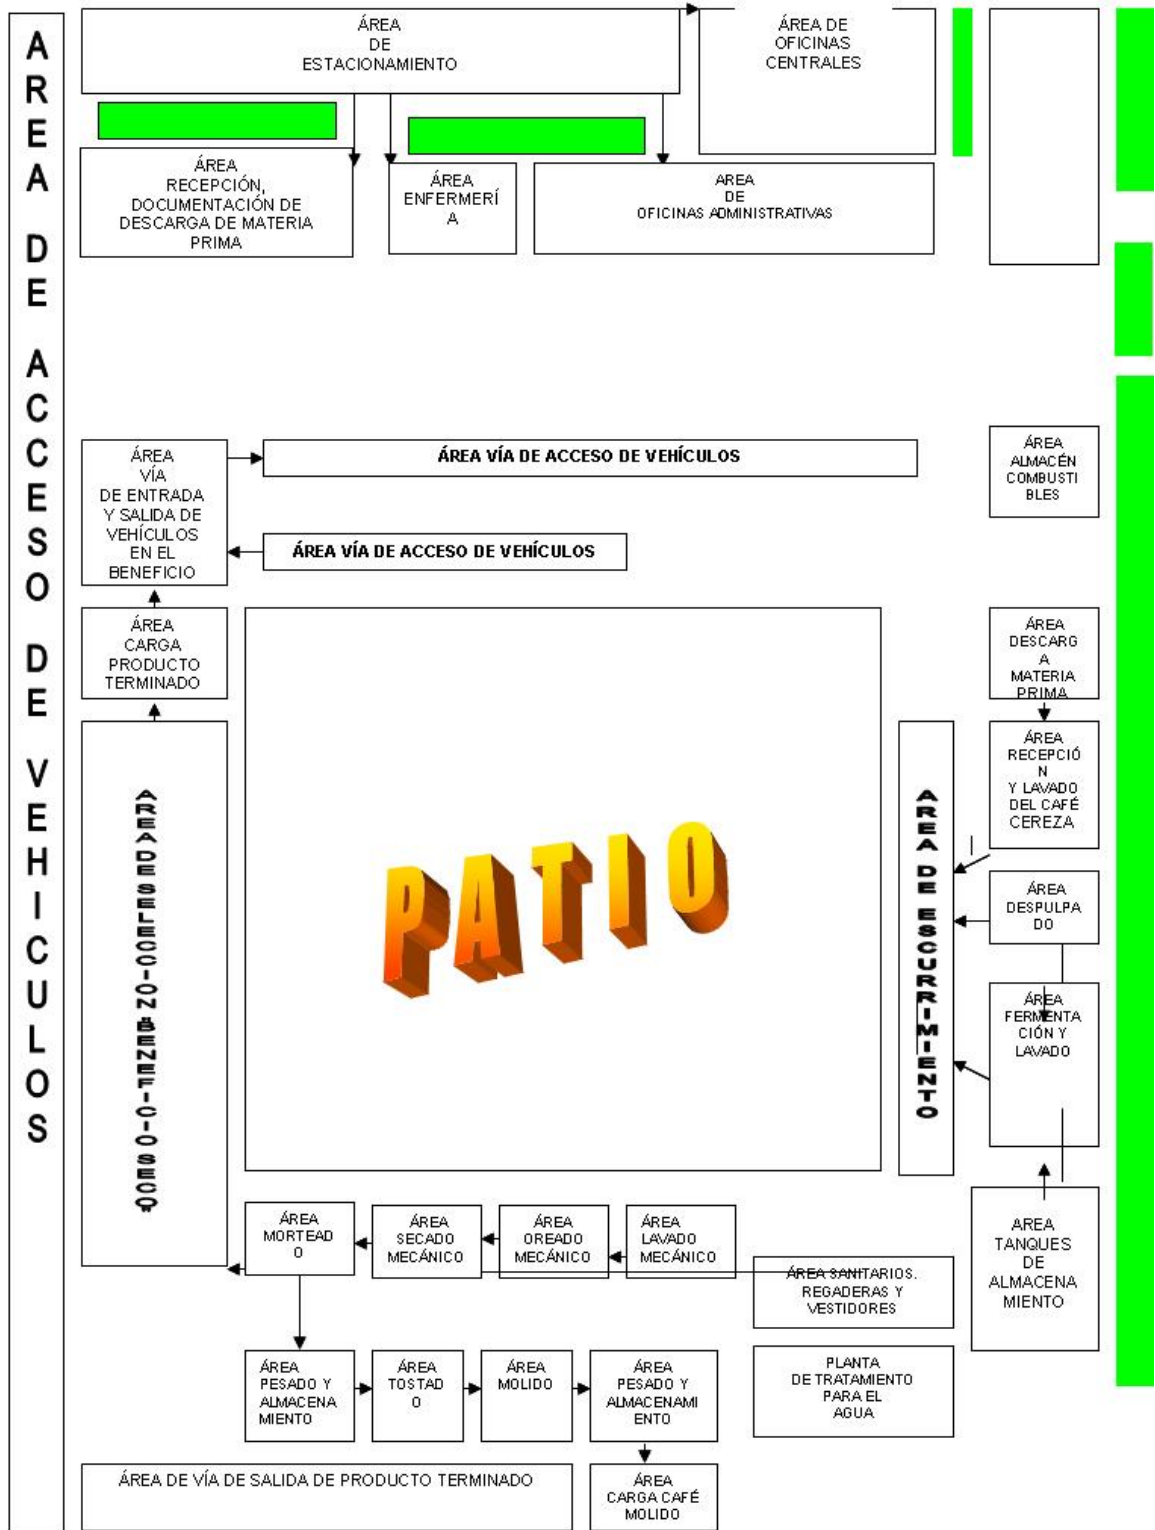 AREA DE ACCESO DE VEHICULOS
ÁREA
DE
ESTACIONAMIENTO
ÁREA DE
OFICINAS
CENTRALES
ÁREA
RECEPCIÓN,
DOCUMENTACIÓN DE
DESCARGA DE MATERIA
PRIMA
ÁREA
ENFERMERÍ
A
AREA
DE
OFICINAS ADMINISTRATIVAS
ÁREA
VÍA
DE ENTRADA
Y SALIDA DE
VEHÍCULOS
EN EL
BENEFICIO
ÁREA VÍA DE ACCESO DE VEHÍCULOS
ÁREA VÍA DE ACCESO DE VEHÍCULOS
ÁREA
ALMACÉN
COMBUSTI
BLES
ÁREA
CARGA
PRODUCTO
TERMINADO
ÁREA
DESCARG
A
MATERIA
PRIMA
AREA DE SELECCION BENEFICIO SECO
PATIO
AREA DE ESCURRIMIENTO
ÁREA
RECEPCIÓ
N
Y LAVADO
DEL CAFÉ
CEREZA
ÁREA
DESPULPA
DO
ÁREA
FERMENTA
CIÓN Y
LAVADO
AREA
TANQUES
DE
ALMACENA
MIENTO
ÁREA
MORTEAD
O
ÁREA
SECADO
MECÁNICO
ÁREA
OREADO
MECÁNICO
ÁREA
LAVADO
MECÁNICO
ÁREA SANITARIOS.
REGADERAS Y
VESTIDORES
ÁREA
PESADO Y
ALMACENA
MIENTO
ÁREA
TOSTAD
O
ÁREA
MOLIDO
ÁREA
PESADO Y
ALMACENAMI
ENTO
PLANTA
DE TRATAMIENTO
PARA EL
AGUA
ÁREA DE VÍA DE SALIDA DE PRODUCTO TERMINADO
ÁREA
CARGA CAFÉ
MOLIDO